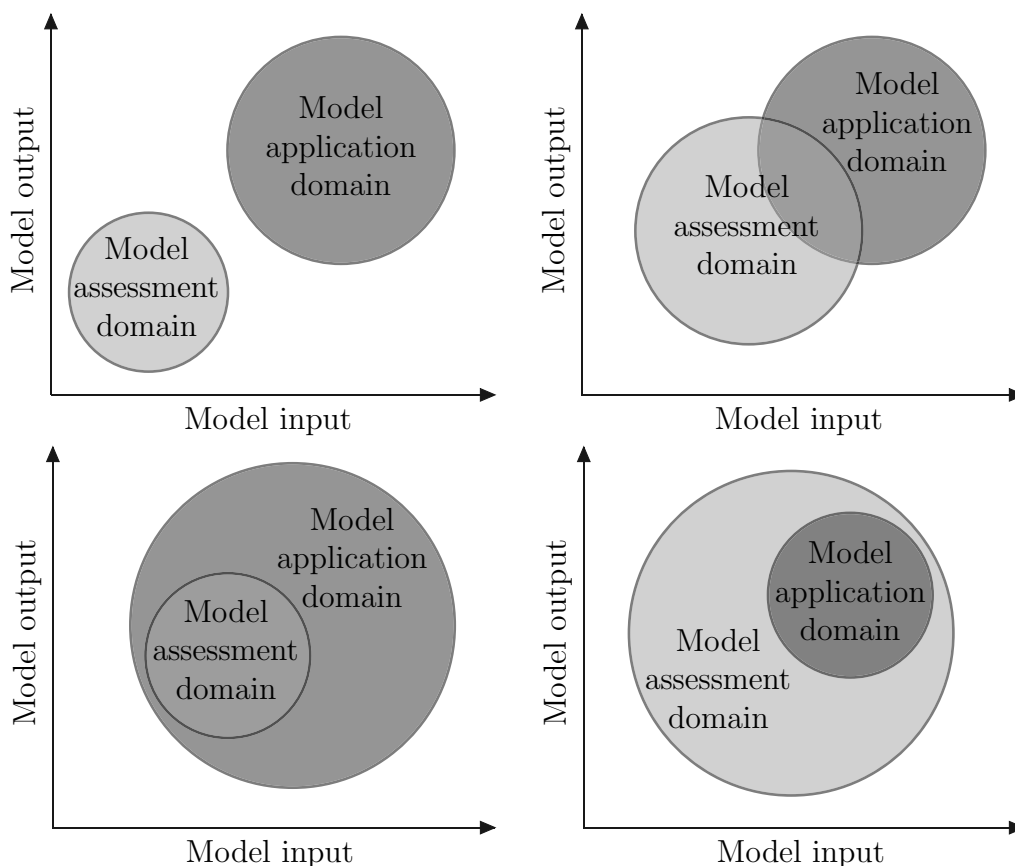 Model output
Model
application
domain
Model
assessment
domain
Model input
Model output
Model
application
domain
Model
assessment
domain
Model input
Model output
Model
application
domain
Model
assessment
domain
Model input
Model output
Model
application
domain
Model
assessment
domain
Model input